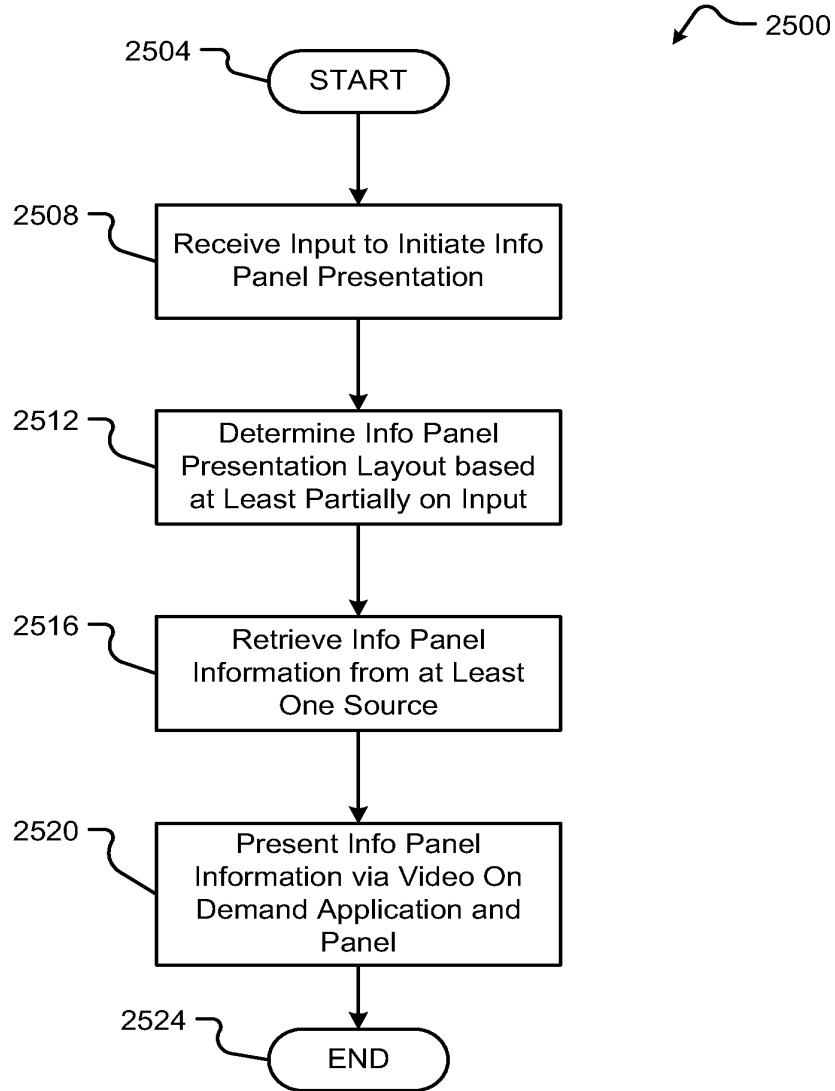 2500
2504
START
2508
Receive Input to Initiate Info
Panel Presentation
2512
Determine Info Panel
Presentation Layout based
at Least Partially on Input
2516
Retrieve Info Panel
Information from at Least
One Source
2520
Present Info Panel
Information via Video On
Demand Application and
Panel
2524
END